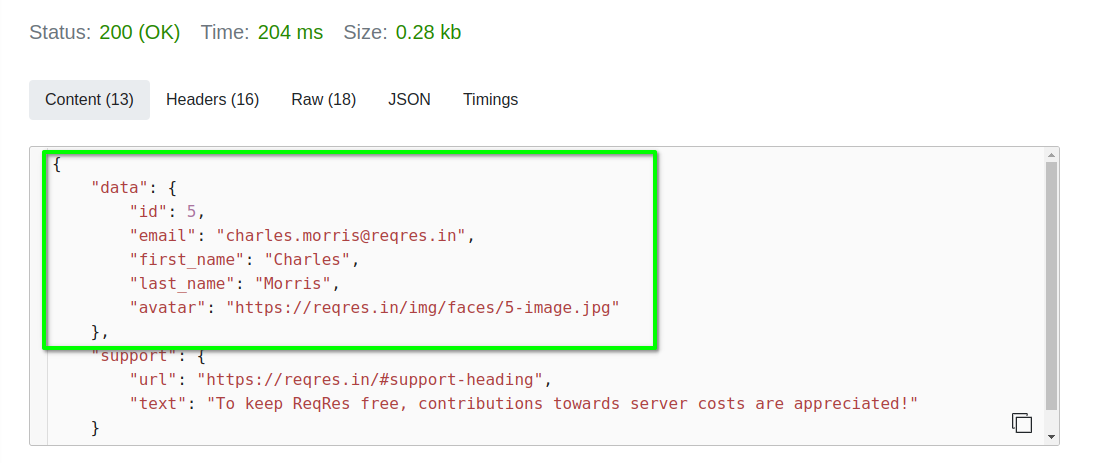 Status: 200 (OK) Time: 204 ms Size: 0.28 kb
Content (13) Headers (16) Raw (18) JSON Timings
{
    "data": {
        "id": 5,
        "email": "charles.morris@reqres.in",
        "first_name": "Charles",
        "last_name": "Morris",
        "avatar": "https://reqres.in/img/faces/5-image.jpg"
    },
    "support": {
        "url": "https://reqres.in/#support-heading",
        "text": "To keep ReqRes free, contributions towards server costs are appreciated!"
    }